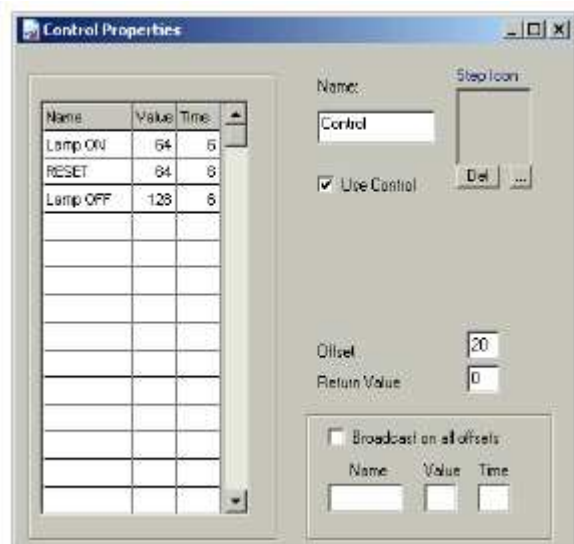 Control Properties
Name Value Time
Lamp ON 64 6
RESET 64 6
Lamp OFF 128 6
Name:
Control
Step Icon
Use Control
Del ...
Offset 20
Return Value 0
Broadcast on all offsets
Name Value Time